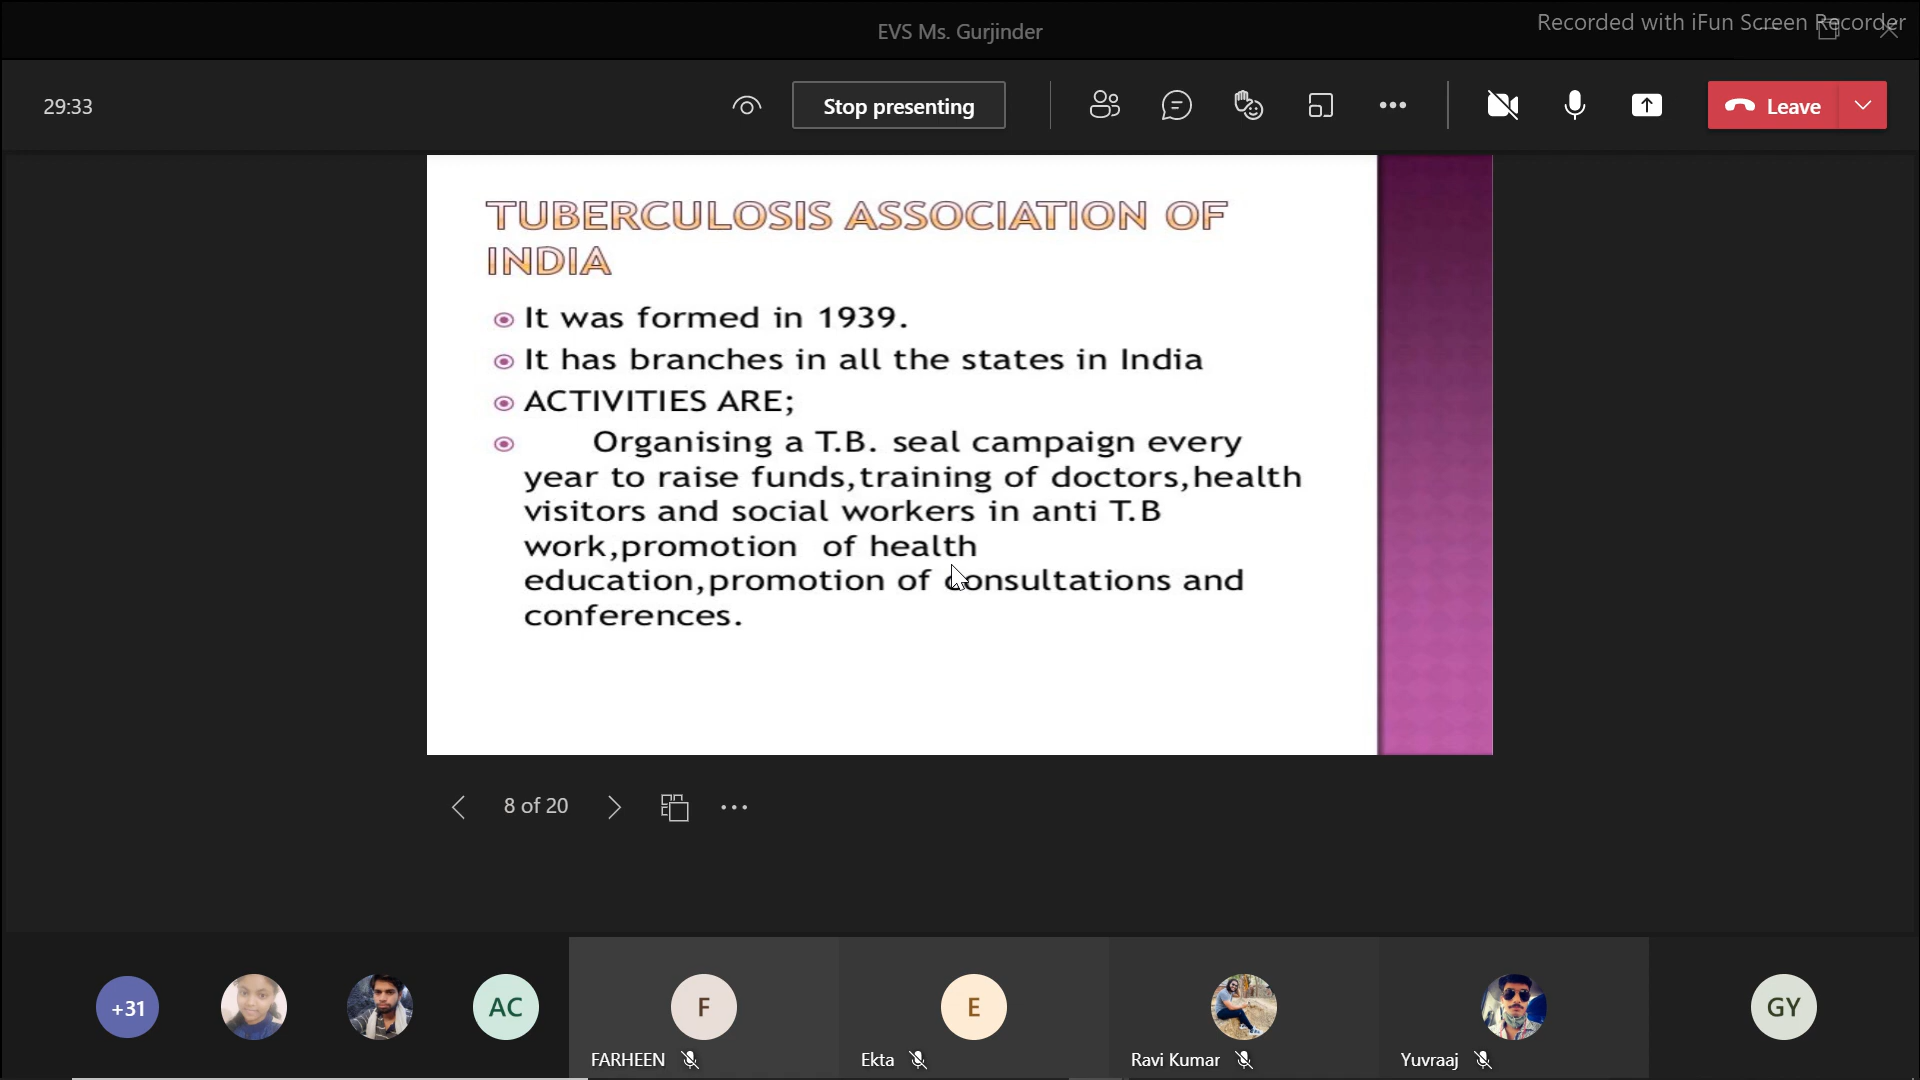 EVS Ms. Gurjinder
Recorded with iFun Screen Recorder
29:33
Stop presenting
Leave
TUBERCULOSIS ASSOCIATION OF
INDIA
It was formed in 1939.
It has branches in all the states in India
ACTIVITIES ARE;
Organising a T.B. seal campaign every
year to raise funds,training of doctors,health
visitors and social workers in anti T.B
work,promotion of health
education,promotion of consultations and
conferences.
8 of 20
+31
AC
F
E
GY
FARHEEN
Ekta
Ravi Kumar
Yuvraaj